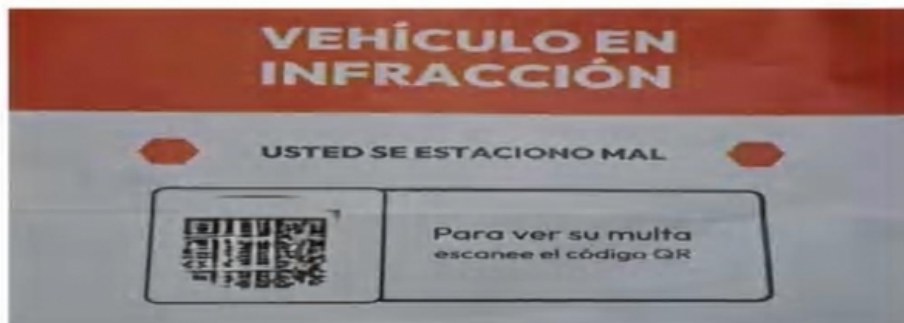 VEHÍCULO EN
INFRACCIÓN
USTED SE ESTACIONO MAL
Para ver su multa
escanee el código QR